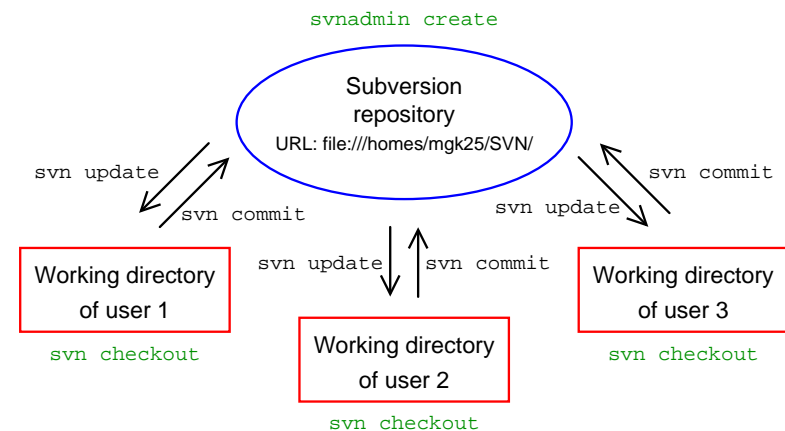 svnadmin create
Subversion
repository
URL: file:///homes/mgk25/SVN/
svn update
svn commit
Working directory
of user 1
svn checkout
svn update
svn commit
Working directory
of user 2
svn checkout
svn commit
svn update
Working directory
of user 3
svn checkout